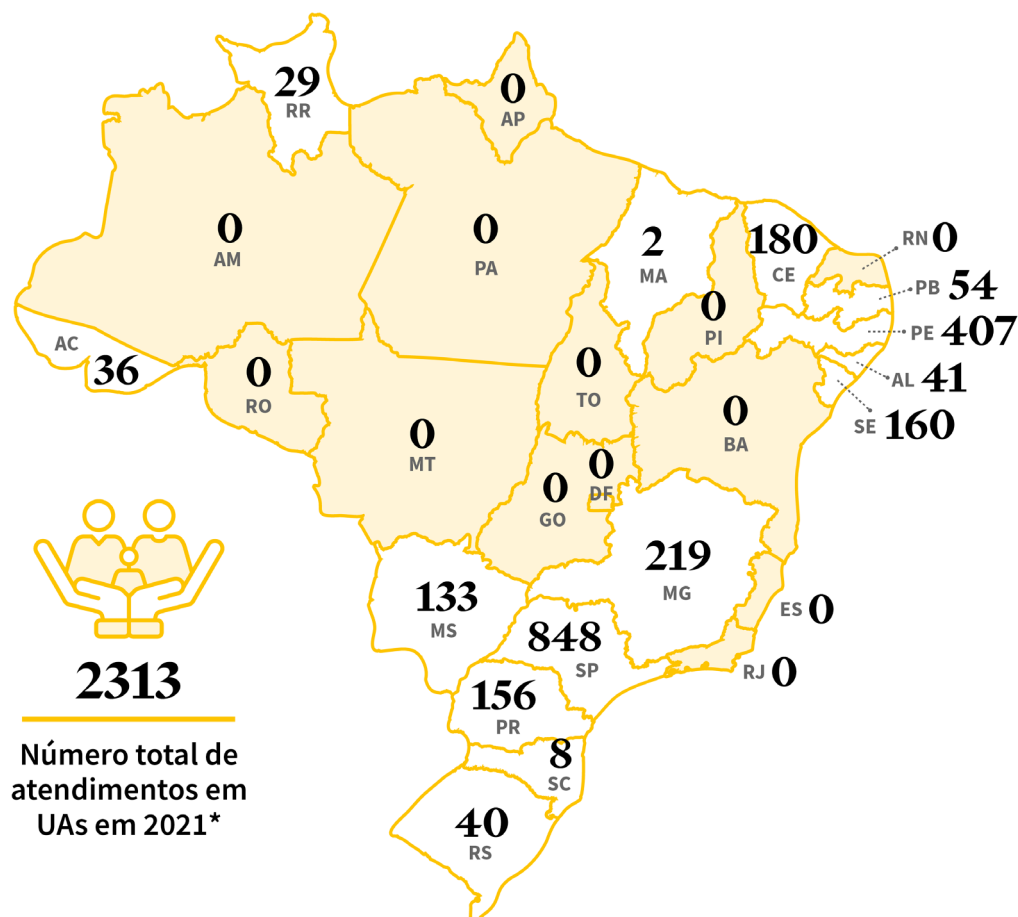 29
RR
0
AP
0
AM
0
PA
2
MA
180
CE
RN 0
PB 54
0
PI
PE 407
AC
36
0
RO
0
TO
AL 41
0
BA
SE 160
0
MT
0
DF
0
GO
219
MG
133
MS
ES 0
848
SP
RJ 0
156
PR
8
SC
40
RS
2313
Número total de
atendimentos em
UAs em 2021*